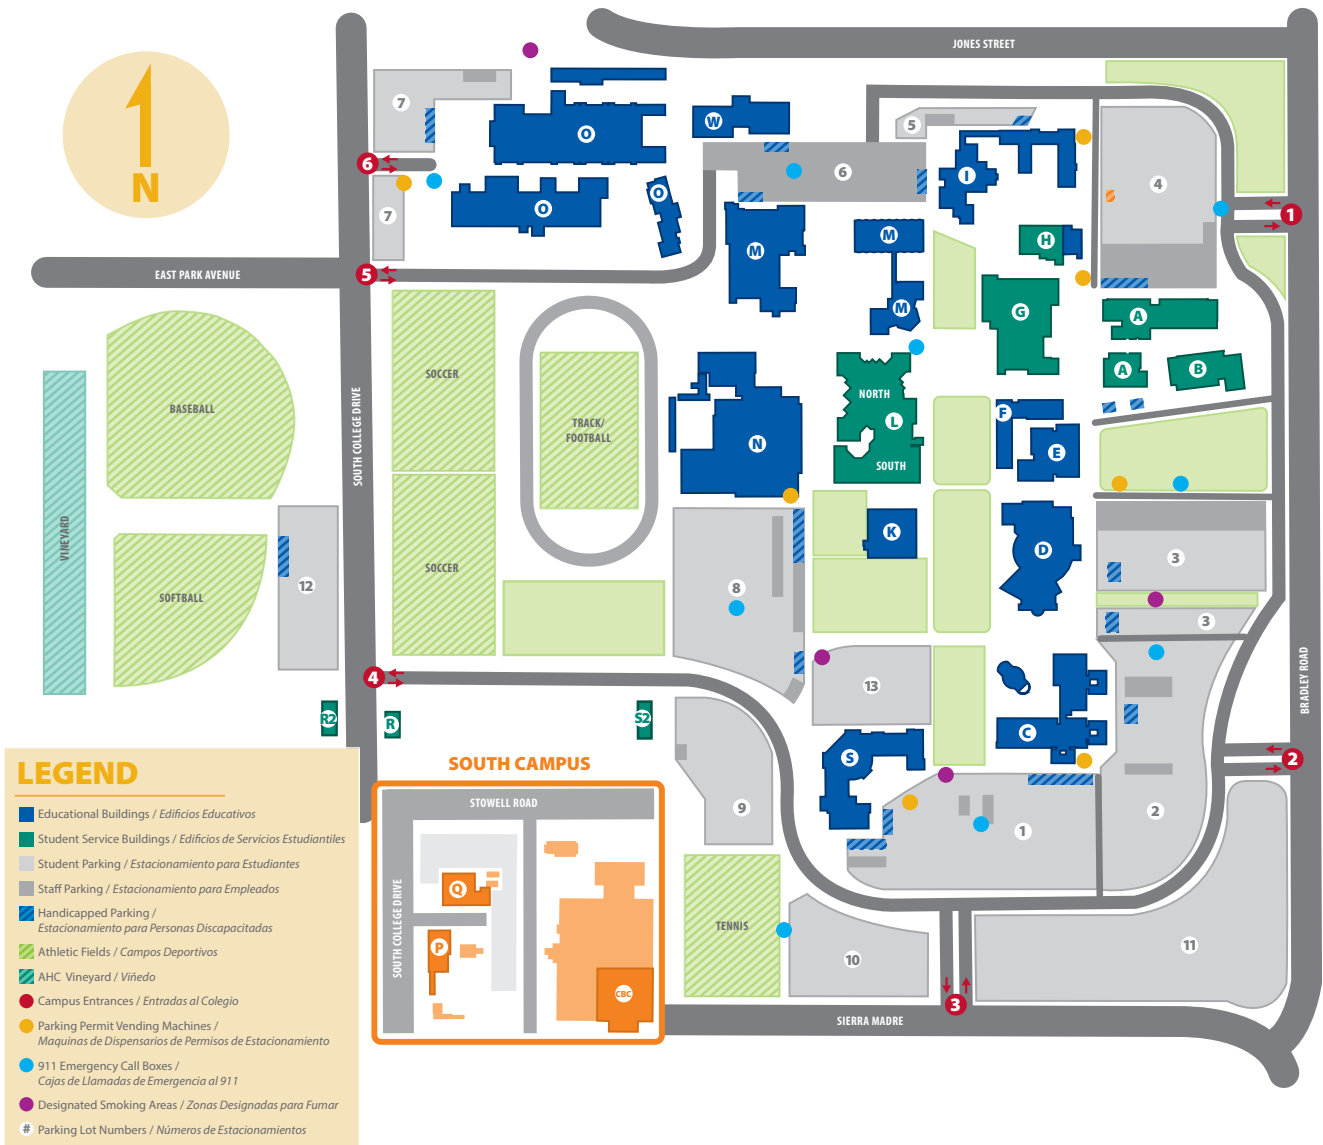 JONES STREET
N
7
O
W
5
6
I
4
6
7
O
O
1
M
M
H
EAST PARK AVENUE
5
M
G
A
SOCCER
A
B
SOUTH COLLEGE DRIVE
BASEBALL
TRACK/
FOOTBALL
NORTH
L
SOUTH
N
F
E
VINEYARD
K
D
3
SOCCER
SOFTBALL
12
8
3
BRADLEY ROAD
4
13
R2
R
S2
C
S
2
9
1
2
SOUTH CAMPUS
STOWELL ROAD
SOUTH COLLEGE DRIVE
Q
P
CBC
TENNIS
10
11
3
SIERRA MADRE
LEGEND
Educational Buildings / Edificios Educativos
Student Service Buildings / Edificios de Servicios Estudiantiles
Student Parking / Estacionamiento para Estudiantes
Staff Parking / Estacionamiento para Empleados
Handicapped Parking /
Estacionamiento para Personas Discapacitadas
Athletic Fields / Campos Deportivos
AHC Vineyard / Viñedo
Campus Entrances / Entradas al Colegio
Parking Permit Vending Machines /
Maquinas de Dispensarios de Permisos de Estacionamiento
911 Emergency Call Boxes /
Cajas de Llamadas de Emergencia al 911
Designated Smoking Areas / Zonas Designadas para Fumar
# Parking Lot Numbers / Números de Estacionamientos